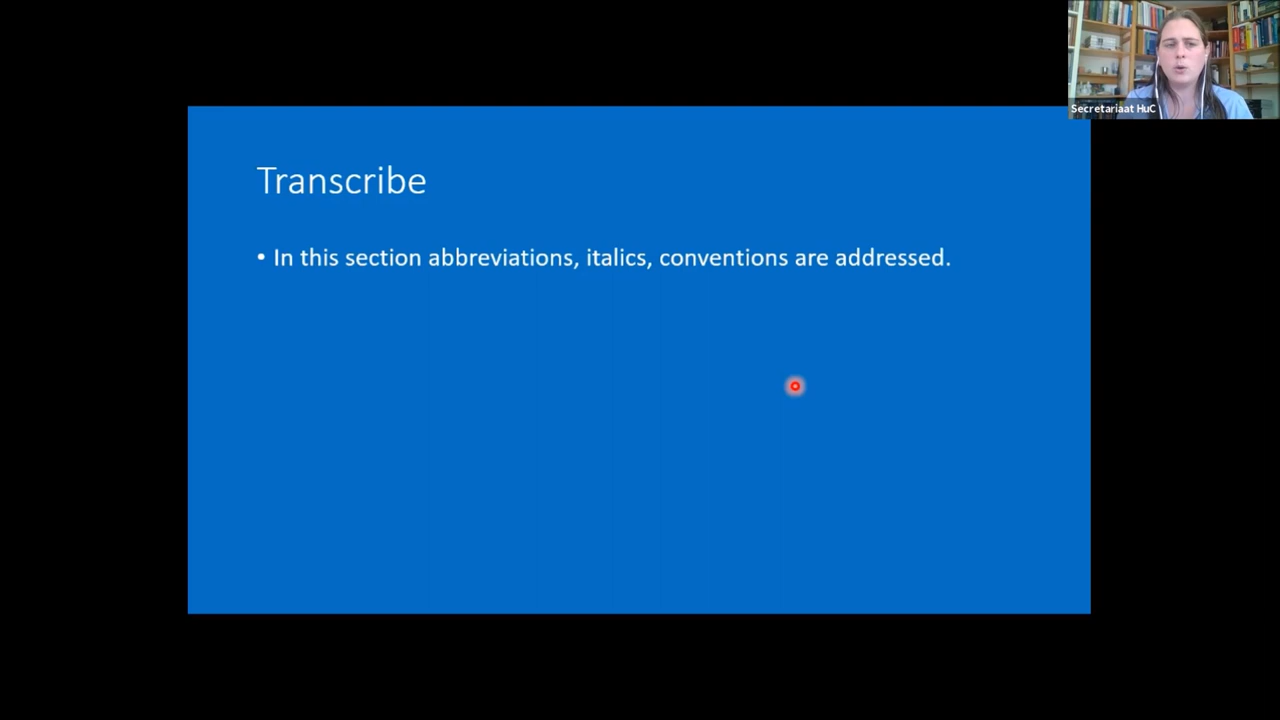 Secretariaat HuC
Transcribe
• In this section abbreviations, italics, conventions are addressed.